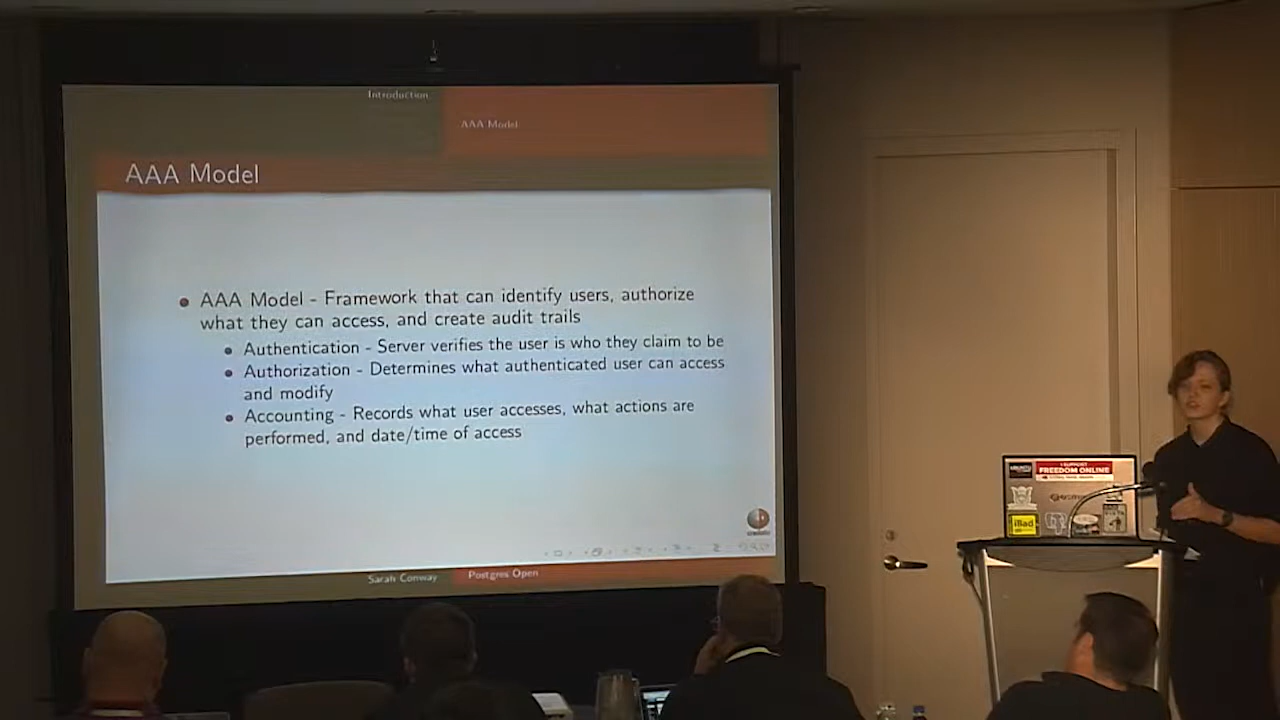 Introduction
AAA Model
AAA Model
AAA Model - Framework that can identify users, authorize
what they can access, and create audit trails
Authentication - Server verifies the user is who they claim to be
Authorization - Determines what authenticated user can access
and modify
Accounting - Records what user accesses, what actions are
performed, and date/time of access
Sarah Conway
Postgres Open
I SUPPORT
FREEDOM ONLINE
illad